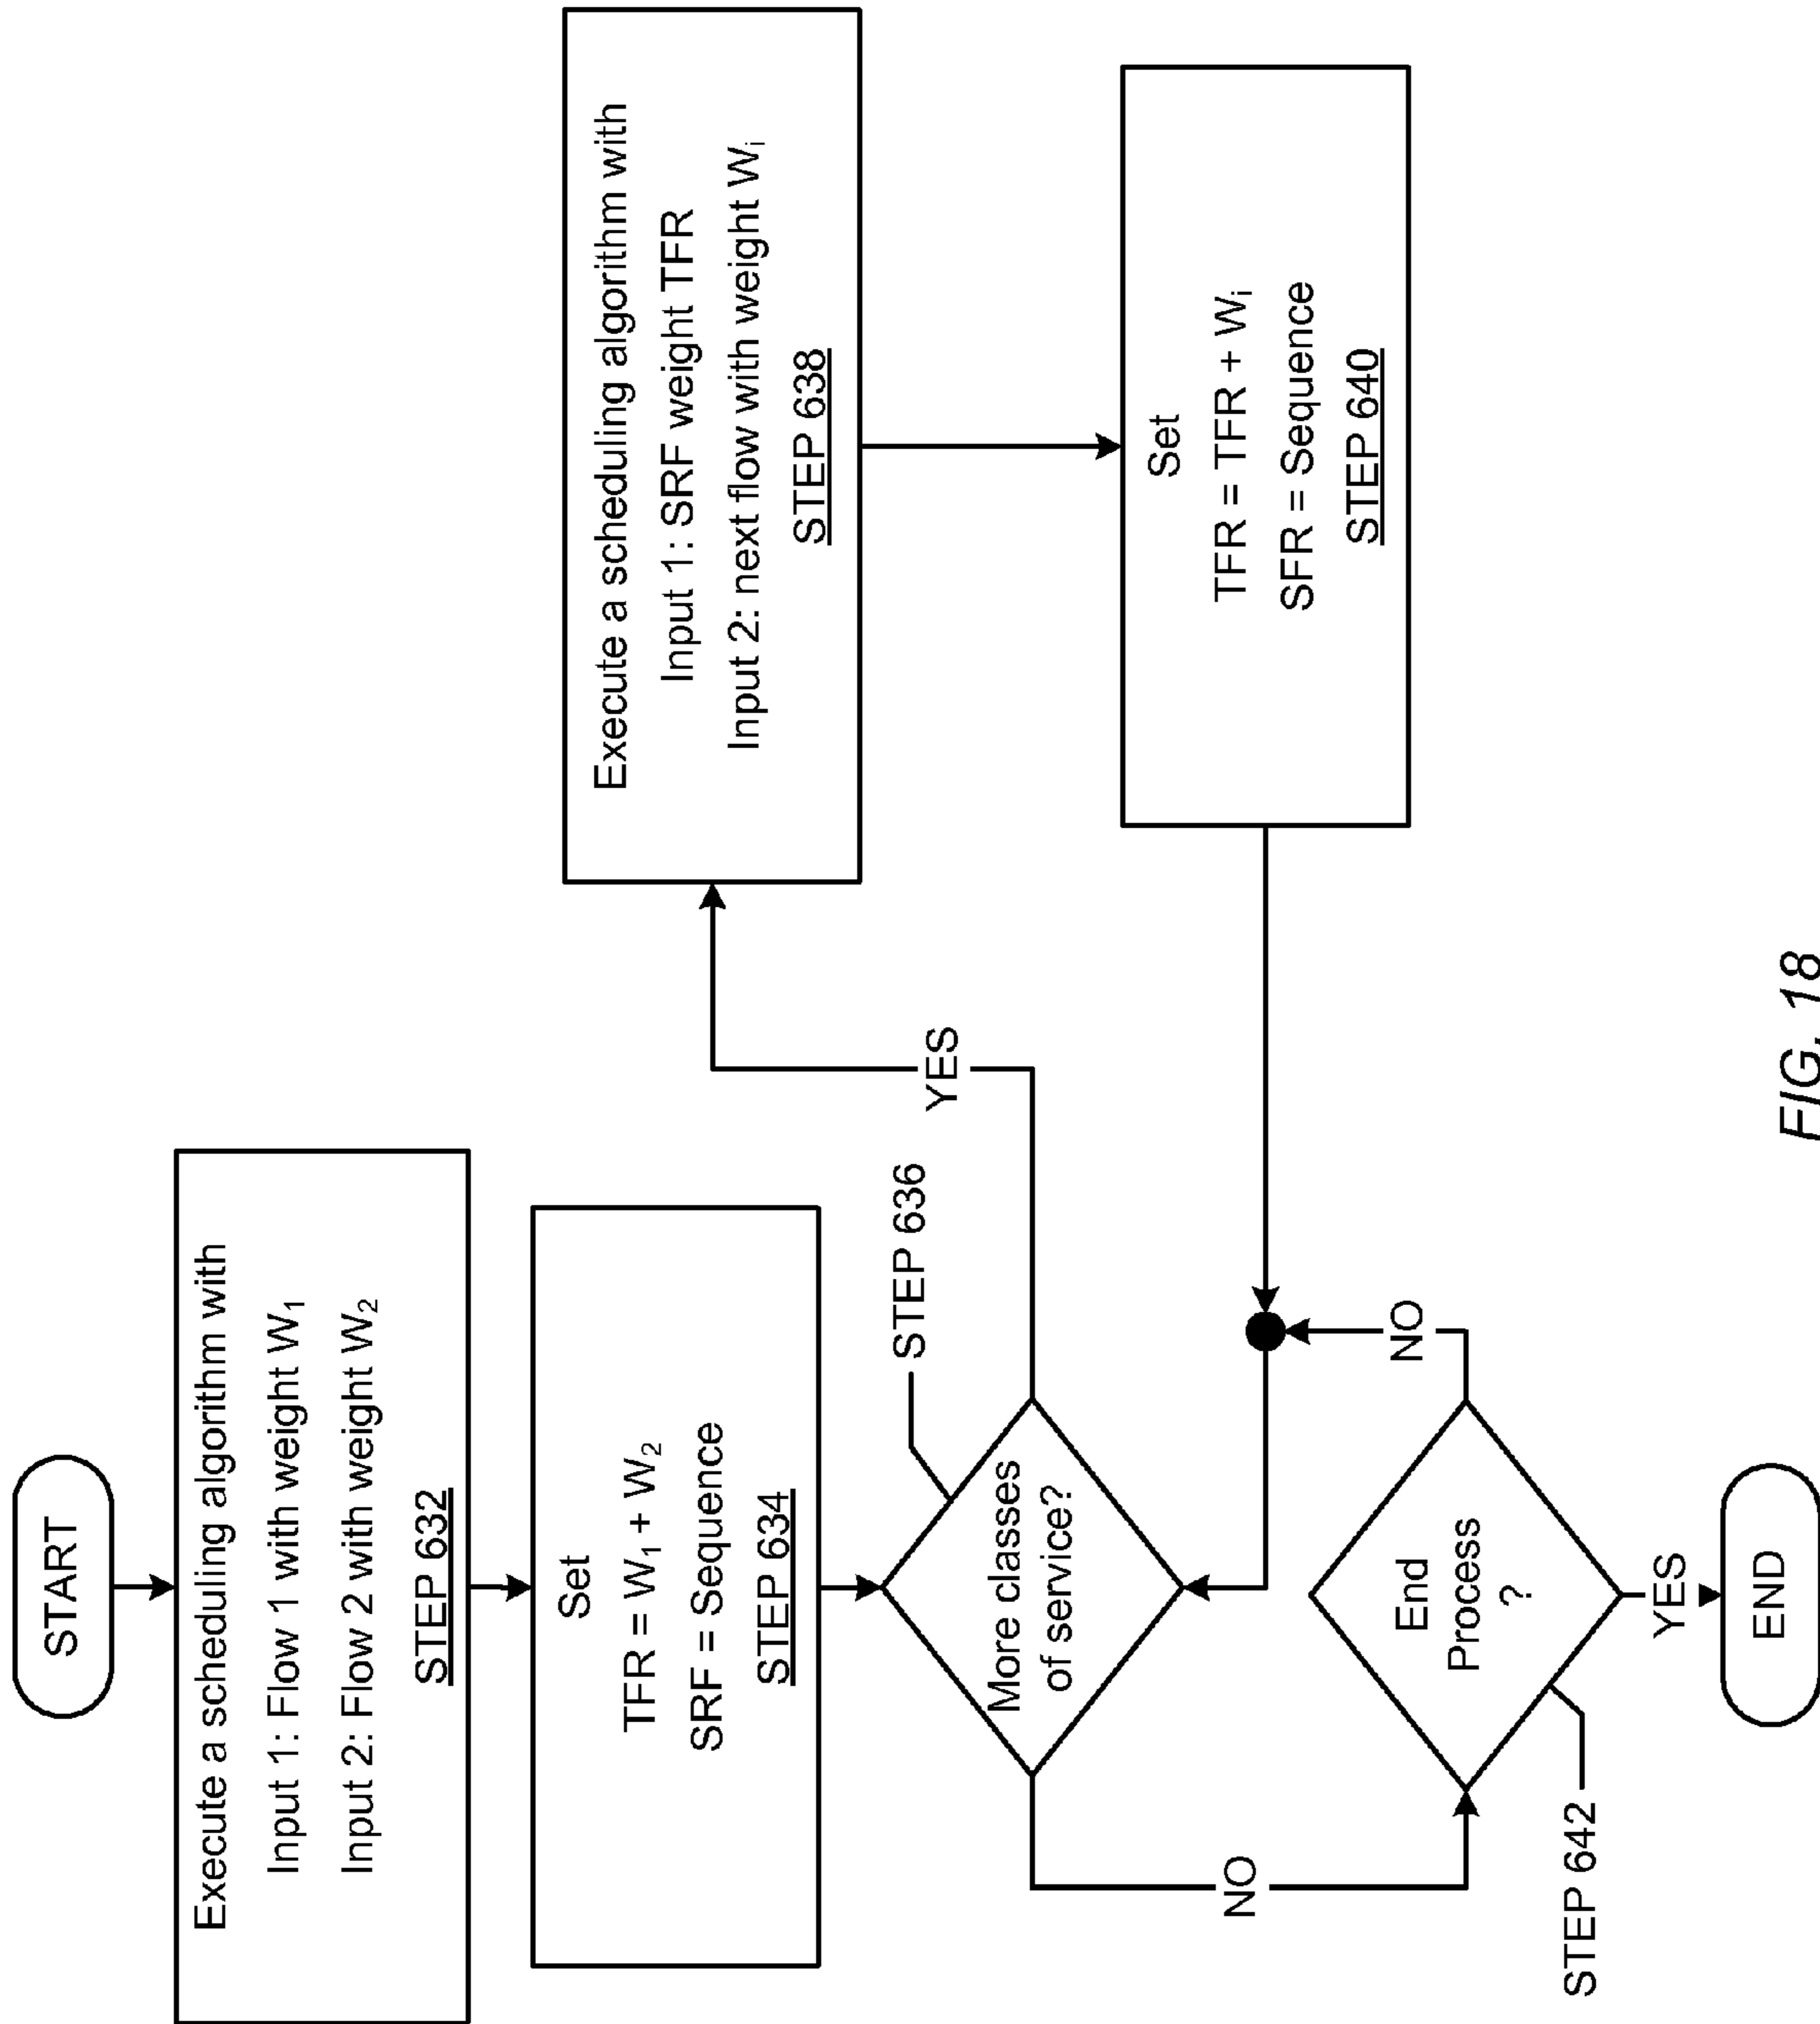 START
Execute a scheduling algorithm with
Input 1: Flow 1 with weight W₁
Input 2: Flow 2 with weight W₂
STEP 632
Set
TFR = W₁ + W₂
SRF = Sequence
STEP 634
STEP 636
More classes
of service?
YES
Execute a scheduling algorithm with
Input 1: SRF weight TFR
Input 2: next flow with weight Wᵢ
STEP 638
Set
TFR = TFR + Wᵢ
SFR = Sequence
STEP 640
NO
End
Process
?
NO
STEP 642
YES
END
FIG. 18